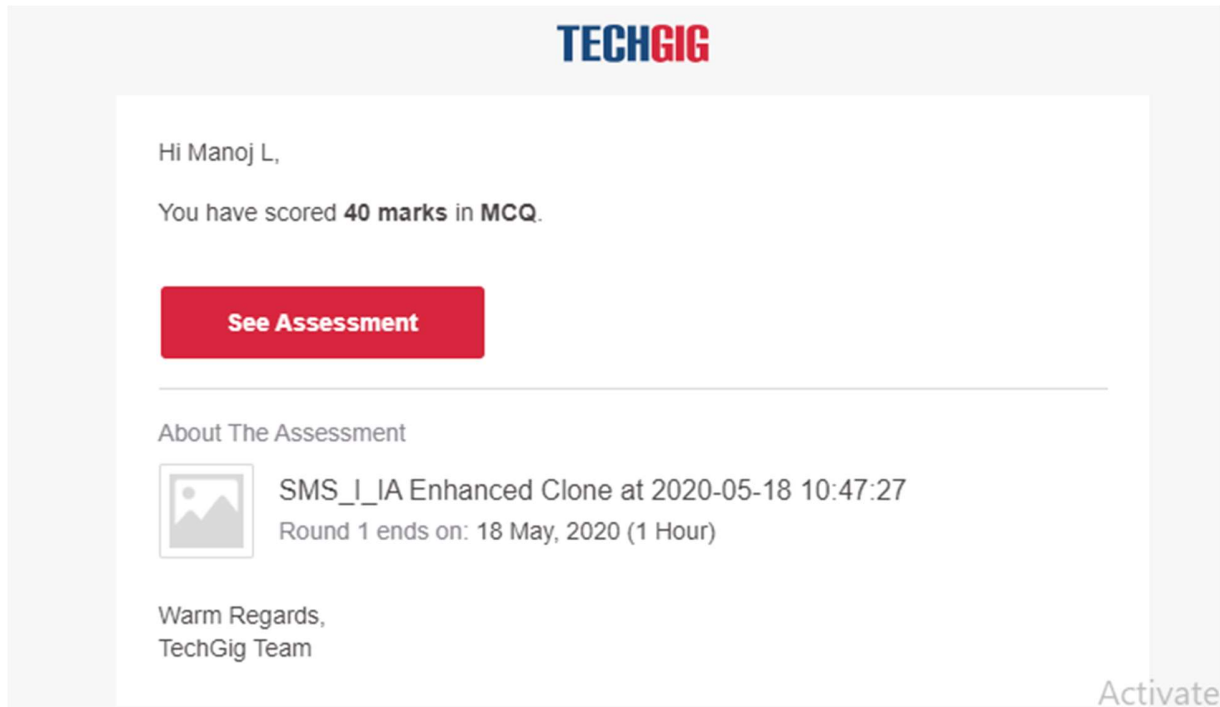 TECHGIG
Hi Manoj L,
You have scored 40 marks in MCQ.
See Assessment
About The Assessment
SMS_I_IA Enhanced Clone at 2020-05-18 10:47:27
Round 1 ends on: 18 May, 2020 (1 Hour)
Warm Regards,
TechGig Team
Activate